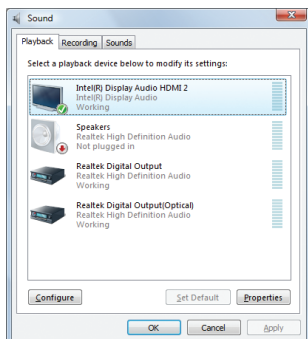 Sound
Playback
Recording
Sounds
Select a playback device below to modify its settings:
Intel(R) Display Audio HDMI 2
Intel(R) Display Audio
Working
Speakers
Realtek High Definition Audio
Not plugged in
Realtek Digital Output
Realtek High Definition Audio
Working
Realtek Digital Output(Optical)
Realtek High Definition Audio
Working
Configure
Set Default
Properties
OK
Cancel
Apply